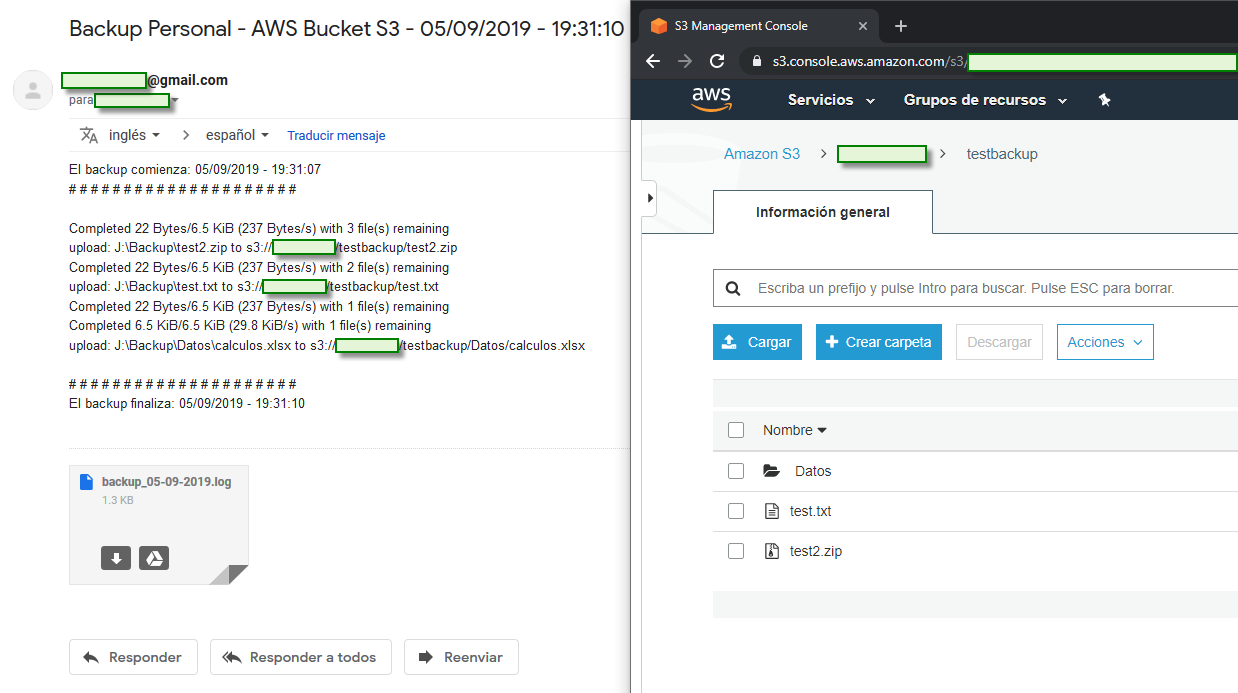 Backup Personal - AWS Bucket S3 - 05/09/2019 - 19:31:10
@gmail.com
para
inglés > español Traducir mensaje
El backup comienza: 05/09/2019 - 19:31:07
# # # # # # # # # # # # # # # # # # # # #
Completed 22 Bytes/6.5 KiB (237 Bytes/s) with 3 file(s) remaining
upload: J:\Backup\test2.zip to s3:// /testbackup/test2.zip
Completed 22 Bytes/6.5 KiB (237 Bytes/s) with 2 file(s) remaining
upload: J:\Backup\test.txt to s3:// /testbackup/test.txt
Completed 22 Bytes/6.5 KiB (237 Bytes/s) with 1 file(s) remaining
Completed 6.5 KiB/6.5 KiB (29.8 KiB/s) with 1 file(s) remaining
upload: J:\Backup\Datos\calculos.xlsx to s3:// /testbackup/Datos/calculos.xlsx
# # # # # # # # # # # # # # # # # # # # #
El backup finaliza: 05/09/2019 - 19:31:10
backup_05-09-2019.log
1.3 KB
Responder Responder a todos Reenviar
S3 Management Console
s3.console.aws.amazon.com/s3/
aws Servicios Grupos de recursos
Amazon S3 > > testbackup
Información general
Escriba un prefijo y pulse Intro para buscar. Pulse ESC para borrar.
Cargar + Crear carpeta Descargar Acciones
Nombre
Datos
test.txt
test2.zip